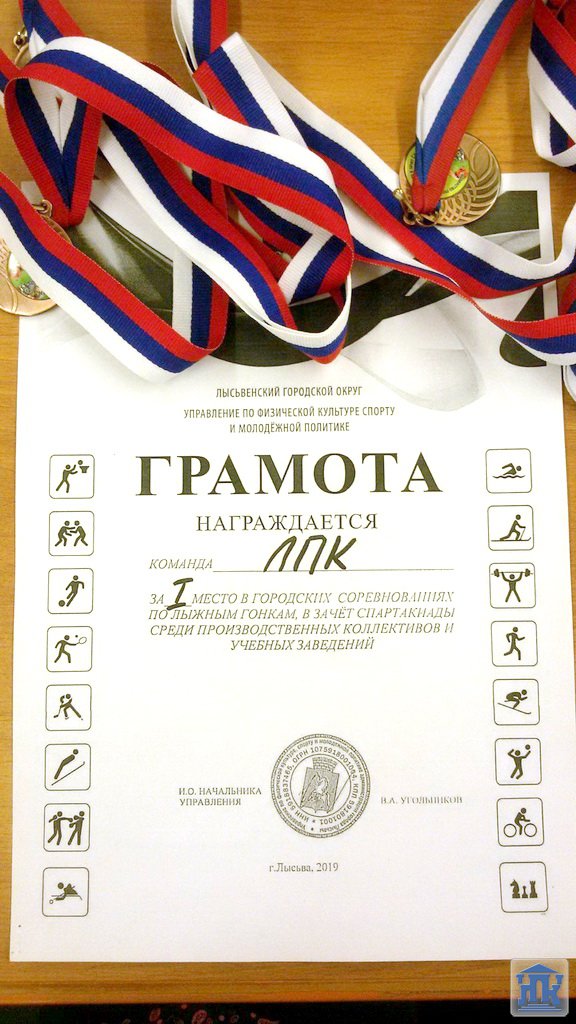 ЛЫСЬВЕНСКИЙ ГОРОДСКОЙ ОКРУГ
УПРАВЛЕНИЕ ПО ФИЗИЧЕСКОЙ КУЛЬТУРЕ СПОРТУ
И МОЛОДЁЖНОЙ ПОЛИТИКЕ
ГРАМОТА
НАГРАЖДАЕТСЯ
КОМАНДА ЛПК
ЗА I МЕСТО В ГОРОДСКИХ СОРЕВНОВАНИЯХ
ПО ЛЫЖНЫМ ГОНКАМ, В ЗАЧЁТ СПАРТАКИАДЫ
СРЕДИ ПРОИЗВОДСТВЕННЫХ КОЛЛЕКТИВОВ И
УЧЕБНЫХ ЗАВЕДЕНИЙ
И.О. НАЧАЛЬНИКА
УПРАВЛЕНИЯ
В.А. УГОЛЬНИКОВ
г.Лысьва, 2019